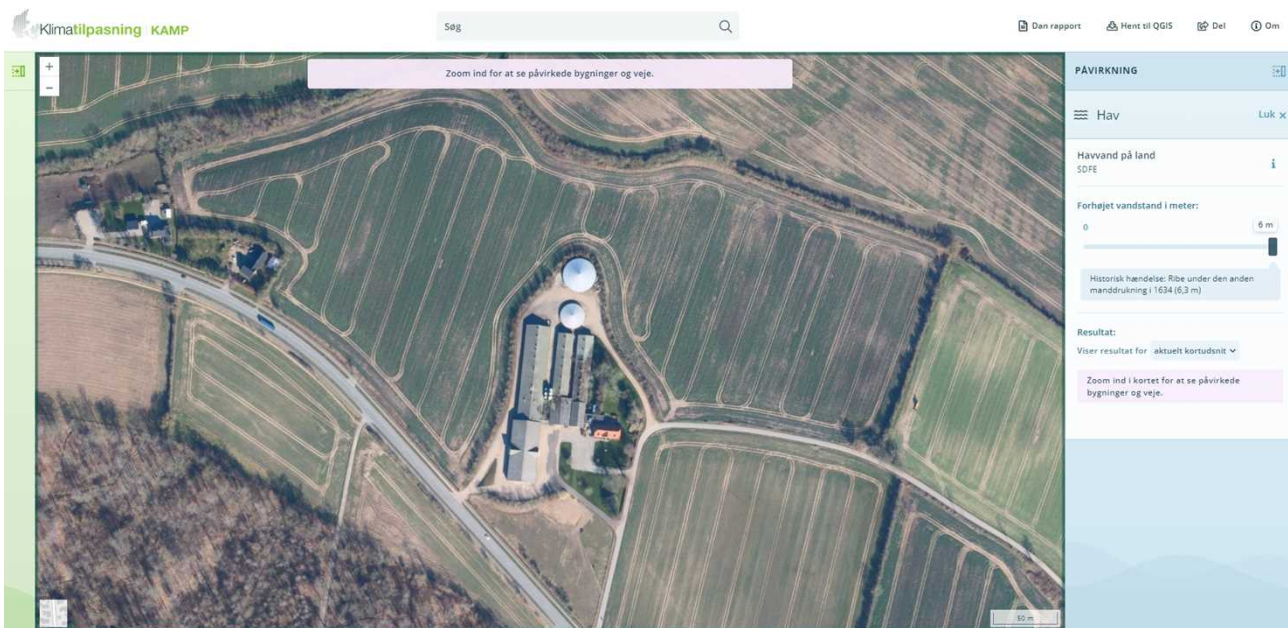 Klimatilpasning KAMP
Søg
Dan rapport
Hent til QGIS
Del
Om
+
−
Zoom ind for at se påvirkede bygninger og veje.
50 m
PÅVIRKNING
Hav
Luk ×
Havvand på land
SDFE
i
Forhøjet vandstand i meter:
0
6 m
Historisk hændelse: Ribe under den anden
manddrukning i 1634 (6,3 m)
Resultat:
Viser resultat for aktuelt kortudsnit
Zoom ind i kortet for at se påvirkede
bygninger og veje.